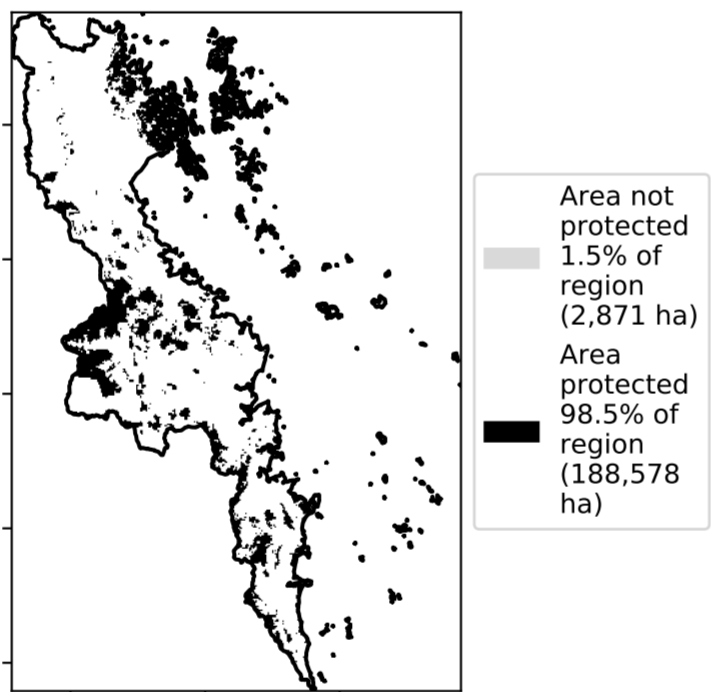 Area not
protected
1.5% of
region
(2,871 ha)
Area
protected
98.5% of
region
(188,578
ha)